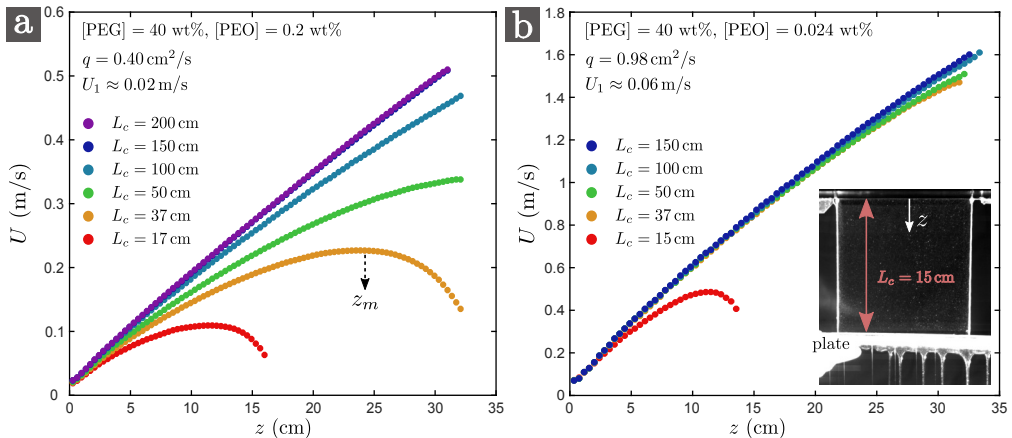 a
[PEG] = 40 wt%, [PEO] = 0.2 wt%
q = 0.40 cm²/s
U₁ ≈ 0.02 m/s
L_c = 200 cm
L_c = 150 cm
L_c = 100 cm
L_c = 50 cm
L_c = 37 cm
L_c = 17 cm
z_m
U (m/s)
0.6
0.5
0.4
0.3
0.2
0.1
0
0 5 10 15 20 25 30 35
z (cm)
b
[PEG] = 40 wt%, [PEO] = 0.024 wt%
q = 0.98 cm²/s
U₁ ≈ 0.06 m/s
L_c = 150 cm
L_c = 100 cm
L_c = 50 cm
L_c = 37 cm
L_c = 15 cm
z
L_c = 15 cm
plate
U (m/s)
1.8
1.6
1.4
1.2
1
0.8
0.6
0.4
0.2
0
0 5 10 15 20 25 30 35
z (cm)